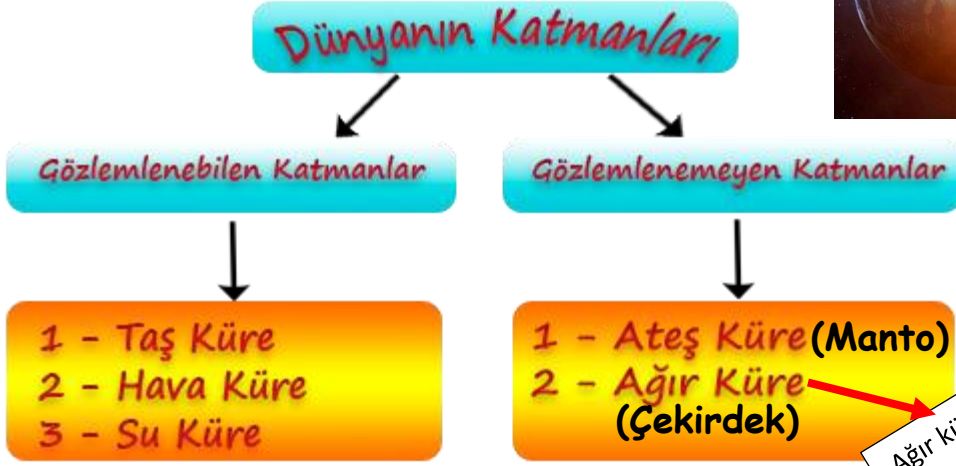 Dünyanın Katmanları
Gözlemlenebilen Katmanlar
Gözlemlenemeyen Katmanlar
1 - Taş Küre
2 - Hava Küre
3 - Su Küre
1 - Ateş Küre (Manto)
2 - Ağır Küre
(Çekirdek)
Ağır